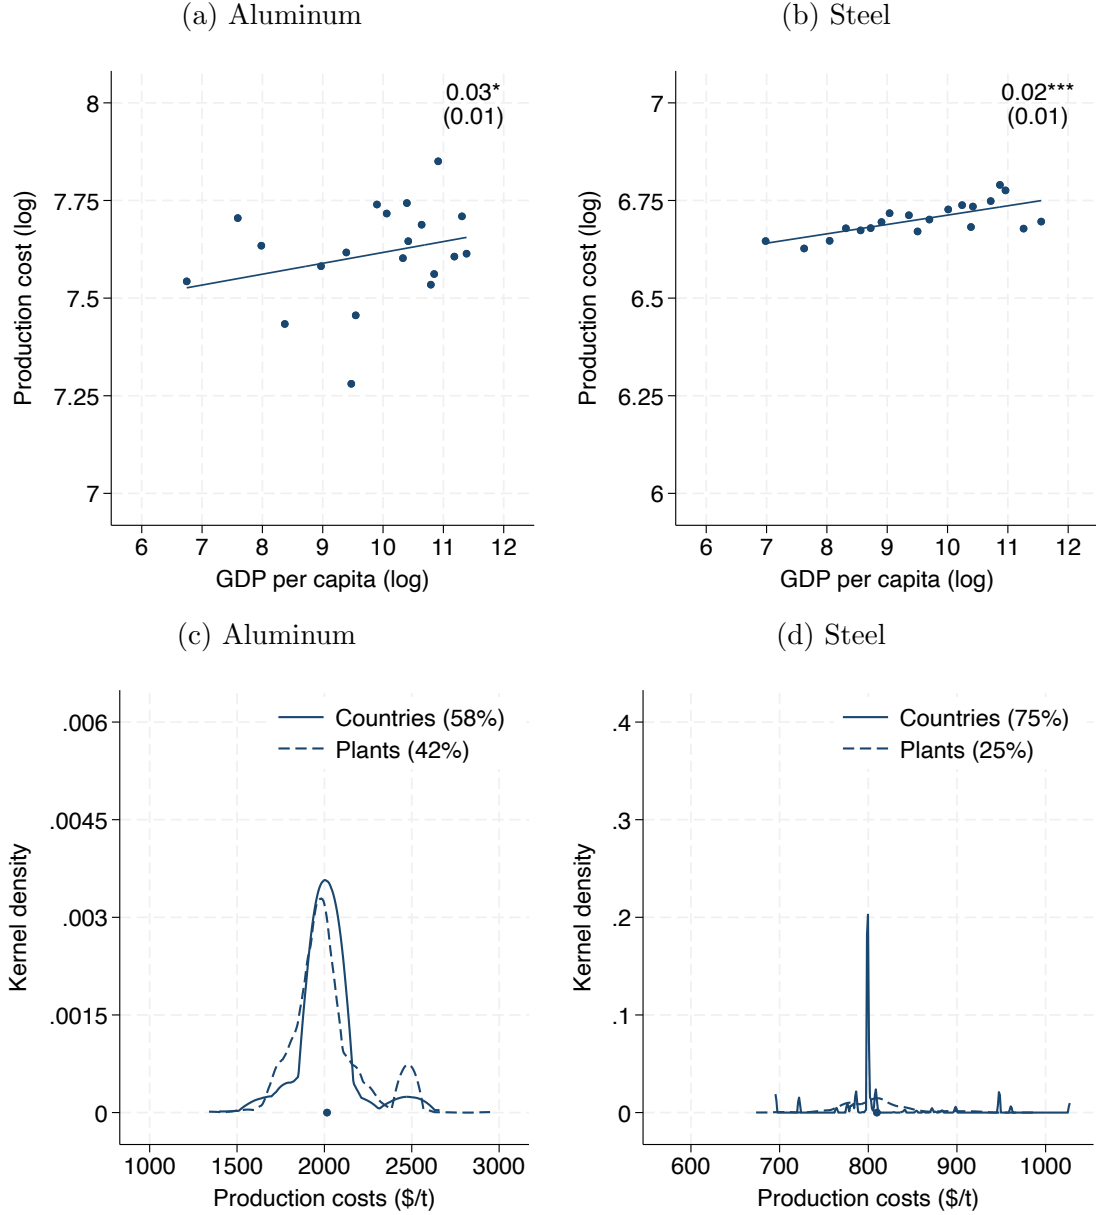 (a) Aluminum
0.03*
(0.01)
8
7.75
7.5
7.25
7
Production cost (log)
6 7 8 9 10 11 12
GDP per capita (log)
(b) Steel
0.02***
(0.01)
7
6.75
6.5
6.25
6
Production cost (log)
6 7 8 9 10 11 12
GDP per capita (log)
(c) Aluminum
Countries (58%)
Plants (42%)
.006
.0045
.003
.0015
0
Kernel density
1000 1500 2000 2500 3000
Production costs ($/t)
(d) Steel
Countries (75%)
Plants (25%)
.4
.3
.2
.1
0
Kernel density
600 700 800 900 1000
Production costs ($/t)